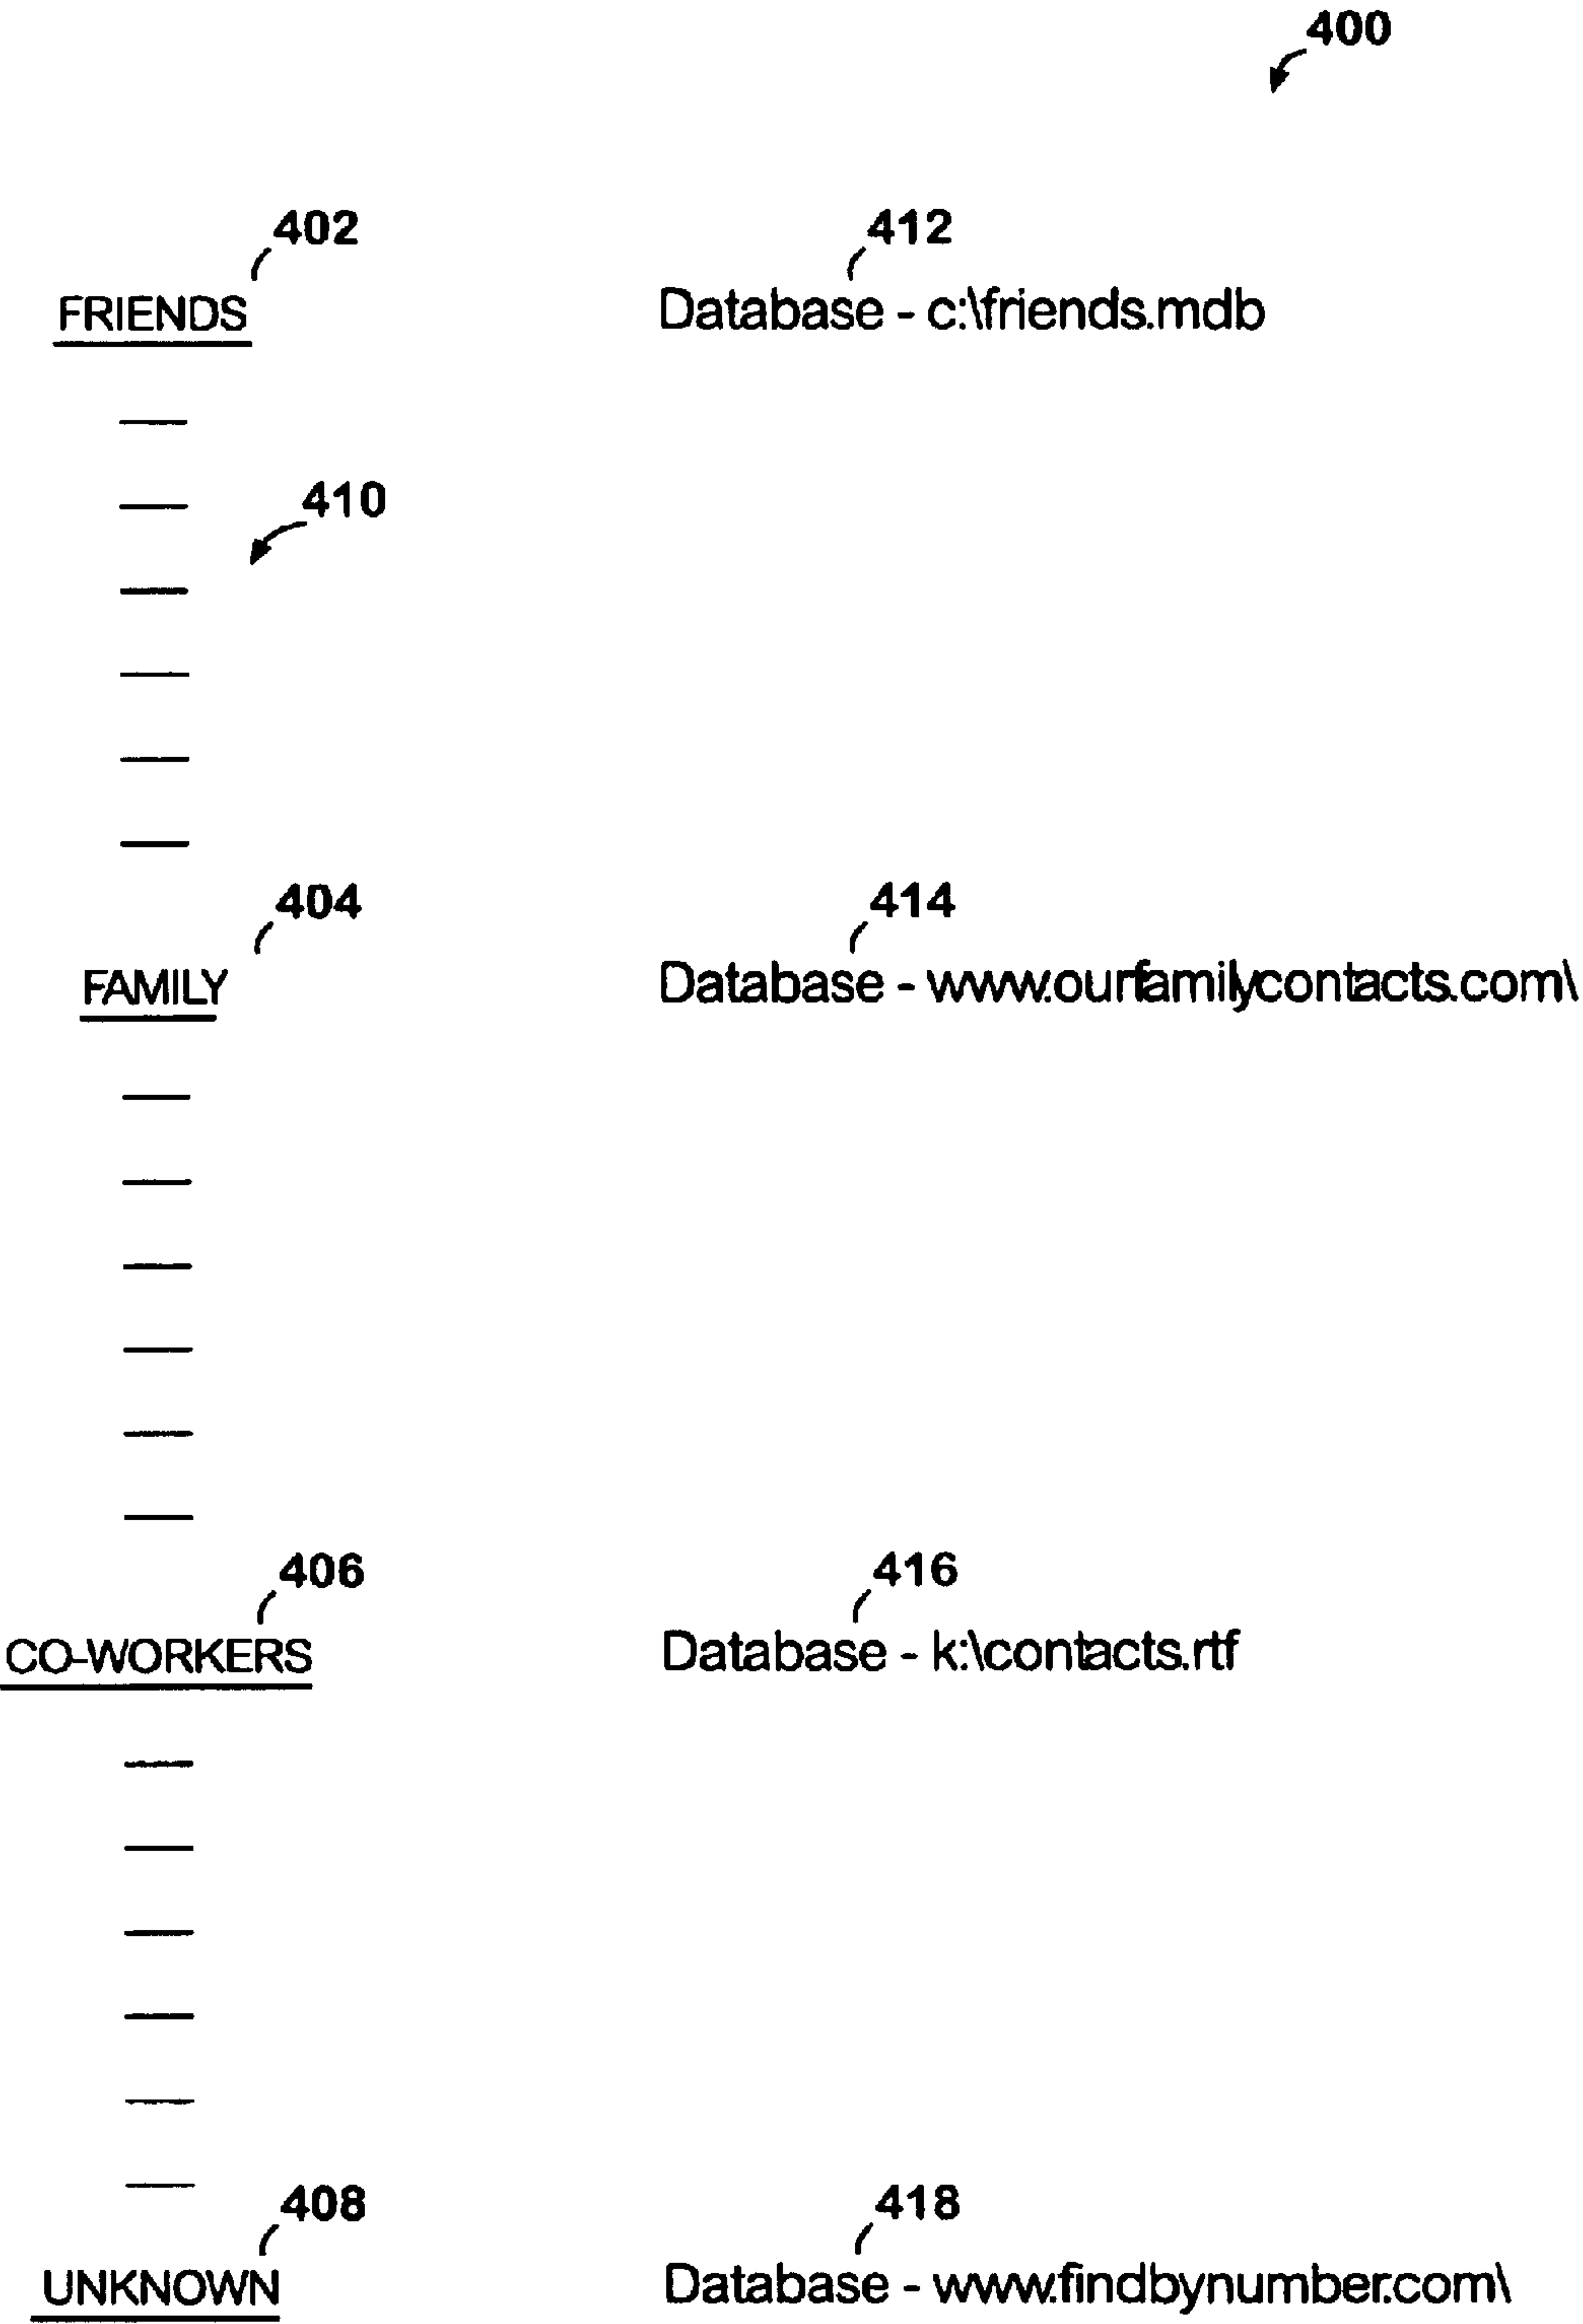 400
402 412
FRIENDS Database - c:\friends.mdb
410
404 414
FAMILY Database - www.ourfamilycontacts.com\
406 416
CO-WORKERS Database - k:\contacts.rtf
408 418
UNKNOWN Database - www.findbynumber.com\